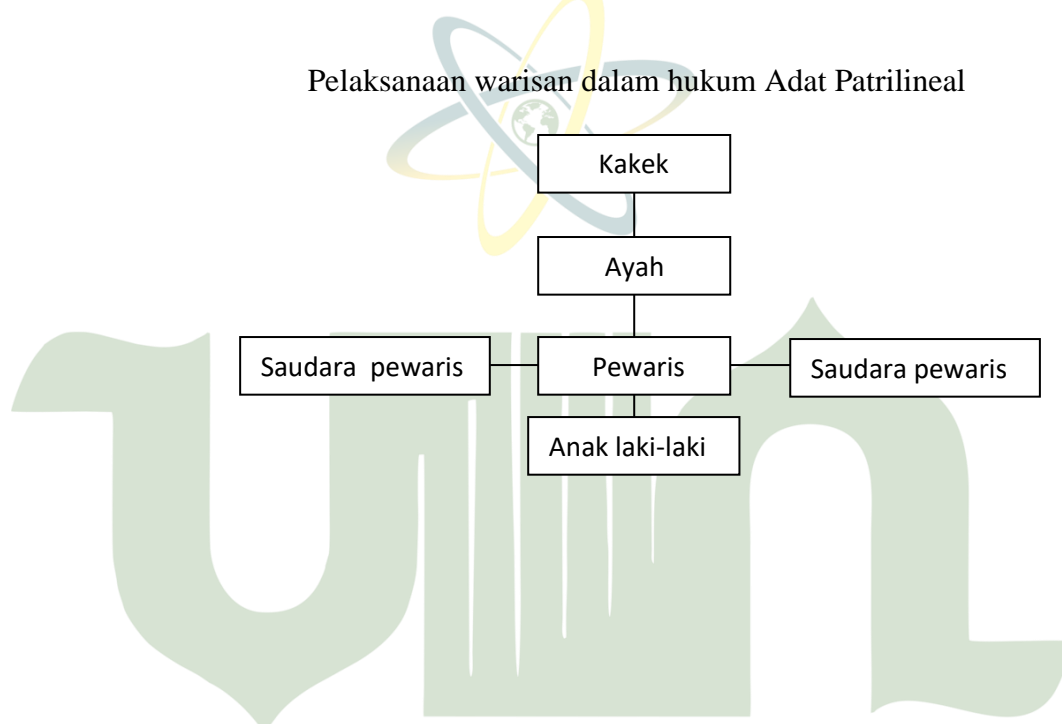 Pelaksanaan warisan dalam hukum Adat Patrilineal
Kakek
Ayah
Saudara pewaris
Pewaris
Saudara pewaris
Anak laki-laki